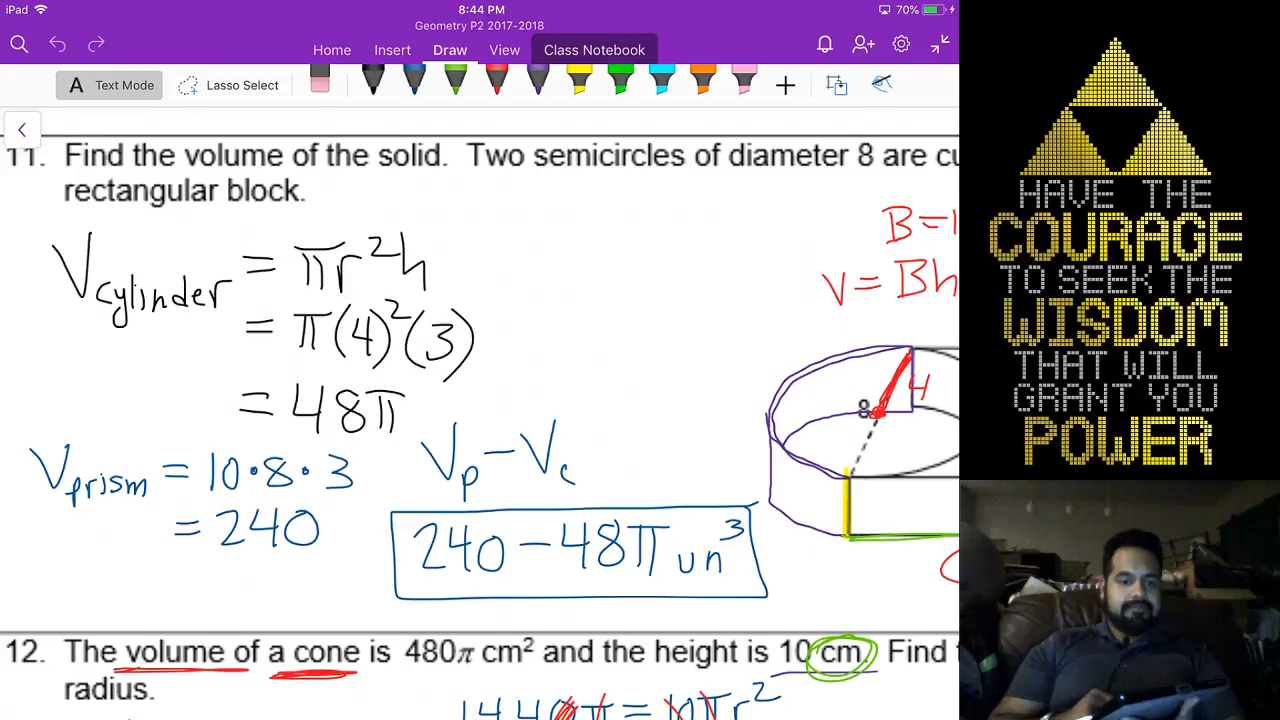 iPad 8:44 PM 70%
Geometry P2 2017-2018
Home Insert Draw View Class Notebook
A Text Mode Lasso Select
11. Find the volume of the solid. Two semicircles of diameter 8 are cu
rectangular block.
B=1
V = Bh
Vcylinder = πr²h
= π(4)²(3)
= 48π
8 4
Vprism = 10·8·3
= 240
Vp - Vc
240 - 48π un³
12. The volume of a cone is 480π cm² and the height is 10 cm Find
radius.
1440π = 10πr²
HAVE THE
COURAGE
TO SEEK THE
WISDOM
THAT WILL
GRANT YOU
POWER